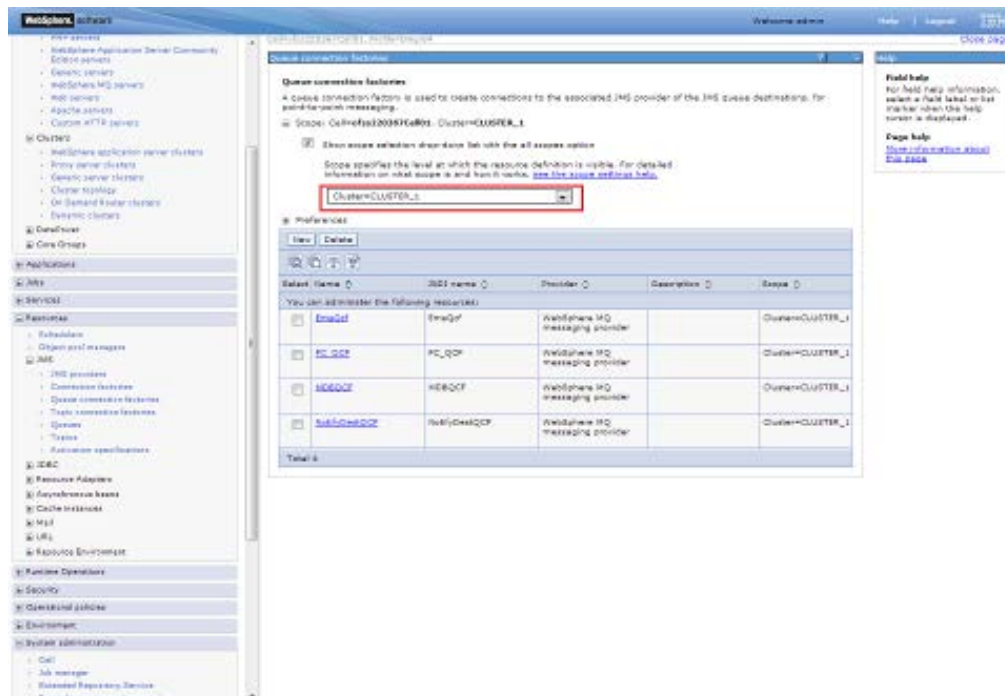 WebSphere. software
Welcome admin
Help
Logout
WebSphere Application Server Community
Edition servers
Generic servers
WebSphere MQ servers
Web servers
Apache servers
Custom HTTP servers
Clusters
WebSphere application server clusters
Proxy server clusters
Generic server clusters
Cluster topology
On Demand Router clusters
Dynamic clusters
DataPower
Core Groups
Applications
Jobs
Services
Resources
Schedulers
Object pool managers
JMS
JMS providers
Connection factories
Queue connection factories
Topic connection factories
Queues
Topics
Activation specifications
JDBC
Resource Adapters
Asynchronous beans
Cache instances
Mail
URL
Resource Environment
Runtime Operations
Security
Operational policies
Environment
System administration
Cell
Job manager
Extended Repository Service
Close page
Queue connection factories
Queue connection factories
A queue connection factory is used to create connections to the associated JMS provider of the JMS queue destinations, for
point-to-point messaging.
Cluster=CLUSTER_1
Show scope selection drop-down list with the all scopes option
Scope specifies the level at which the resource definition is visible. For detailed
information on what scope is and how it works, see the scope settings help.
Cluster=CLUSTER_1
Preferences
New Delete
Select Name JNDI name Provider Description Scope
You can administer the following resources:
EmaQcf EmaQcf WebSphere MQ messaging provider Cluster=CLUSTER_1
FC_QCF FC_QCF WebSphere MQ messaging provider Cluster=CLUSTER_1
MDBQCF MDBQCF WebSphere MQ messaging provider Cluster=CLUSTER_1
NotifyDestQCF NotifyDestQCF WebSphere MQ messaging provider Cluster=CLUSTER_1
Total 4
Help
Field help
For field help information,
select a field label or list
marker when the help
cursor is displayed.
Page help
More information about
this page